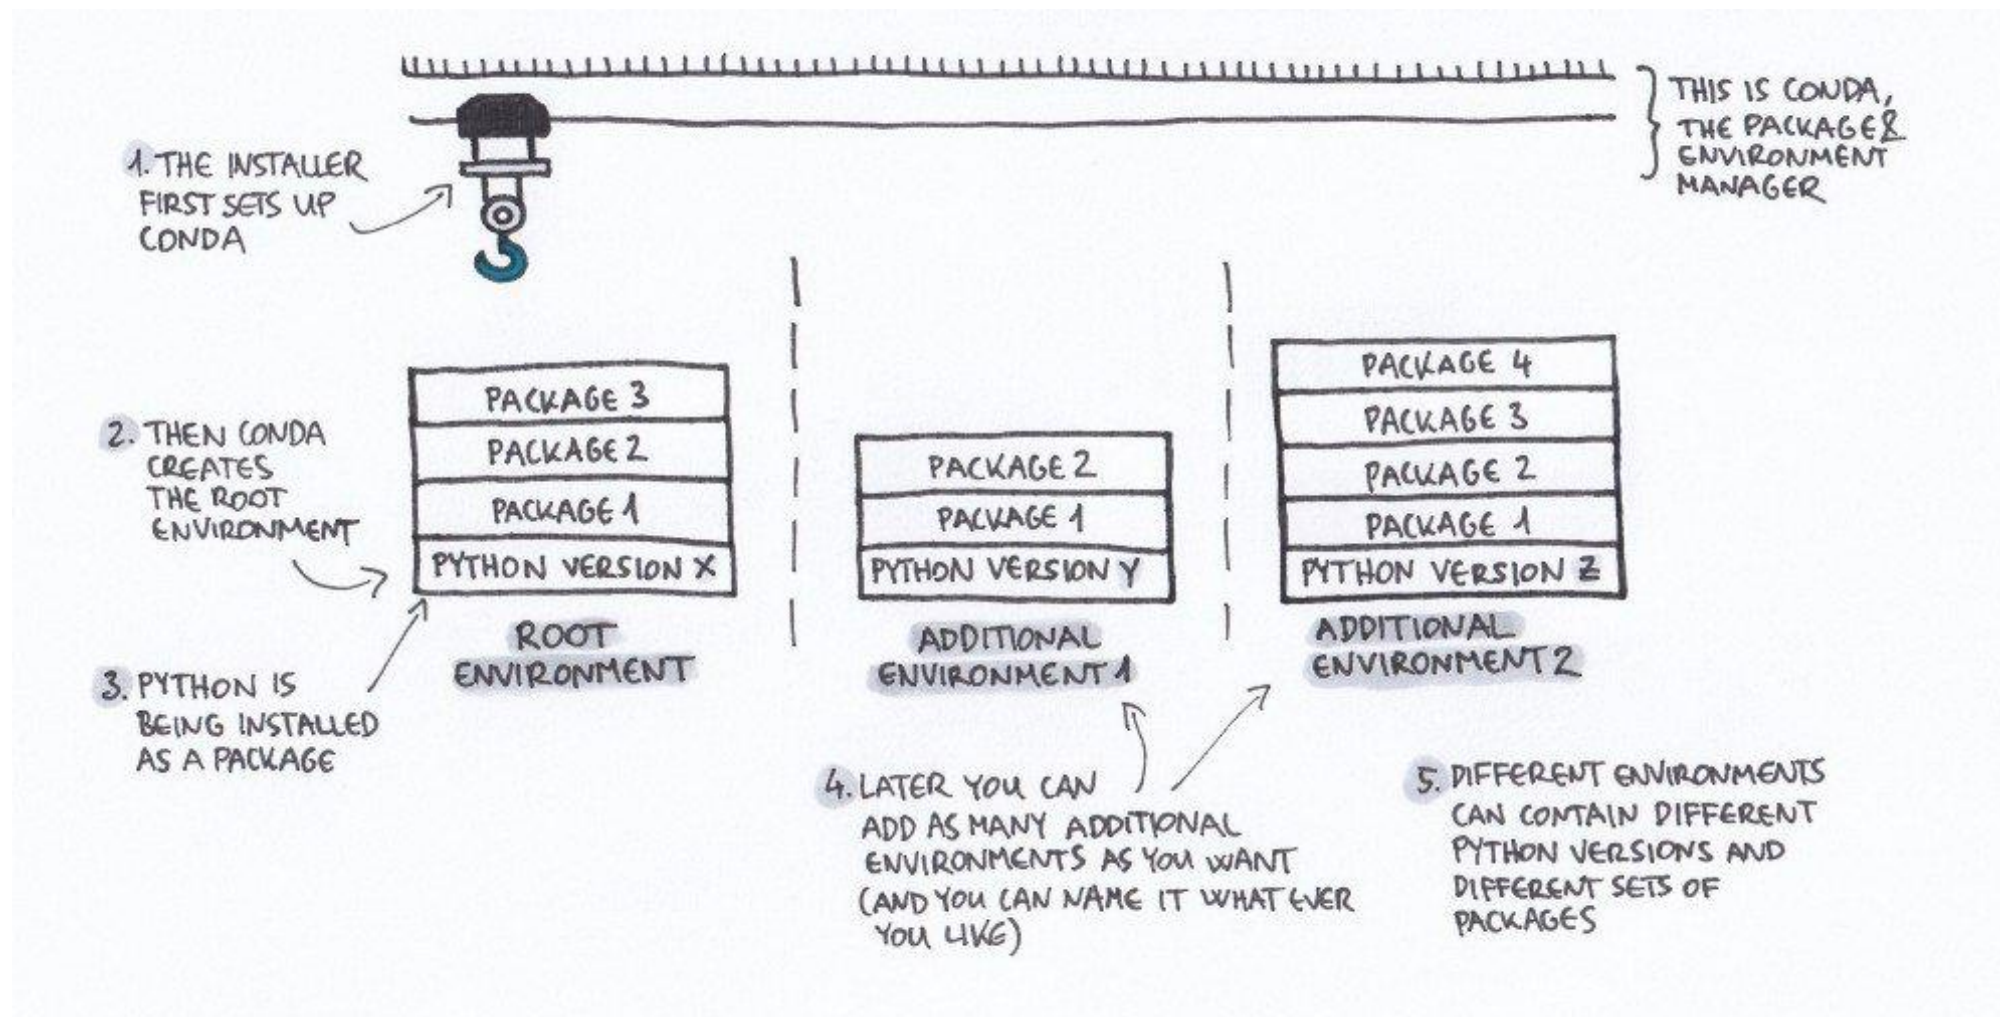 THIS IS CONDA,
THE PACKAGE &
ENVIRONMENT
MANAGER
1. THE INSTALLER
FIRST SETS UP
CONDA
2. THEN CONDA
CREATES
THE ROOT
ENVIRONMENT
3. PYTHON IS
BEING INSTALLED
AS A PACKAGE
PACKAGE 3
PACKAGE 2
PACKAGE 1
PYTHON VERSION X
ROOT
ENVIRONMENT
PACKAGE 2
PACKAGE 1
PYTHON VERSION Y
ADDITIONAL
ENVIRONMENT 1
PACKAGE 4
PACKAGE 3
PACKAGE 2
PACKAGE 1
PYTHON VERSION Z
ADDITIONAL
ENVIRONMENT 2
4. LATER YOU CAN
ADD AS MANY ADDITIONAL
ENVIRONMENTS AS YOU WANT
(AND YOU CAN NAME IT WHAT EVER
YOU LIKE)
5. DIFFERENT ENVIRONMENTS
CAN CONTAIN DIFFERENT
PYTHON VERSIONS AND
DIFFERENT SETS OF
PACKAGES